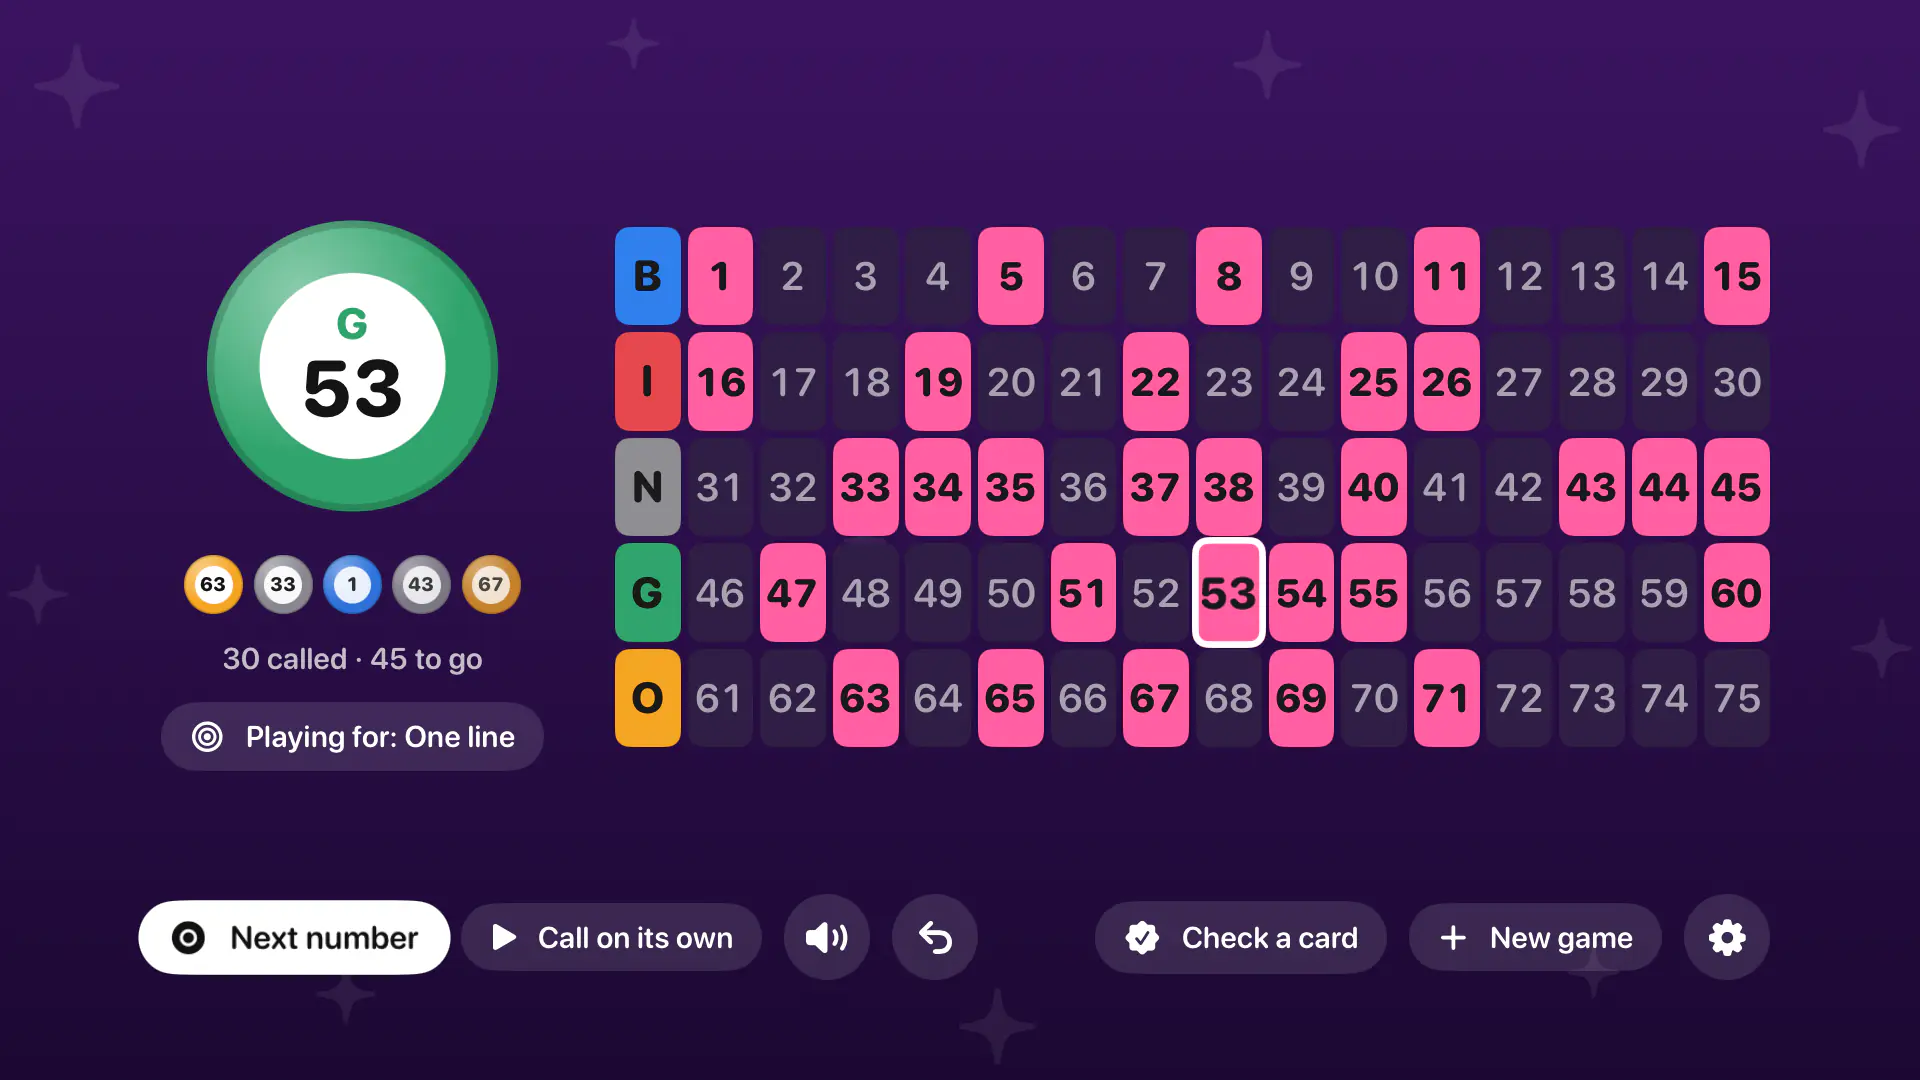 G
53
63 33 1 43 67
30 called · 45 to go
Playing for: One line
B 1 2 3 4 5 6 7 8 9 10 11 12 13 14 15
I 16 17 18 19 20 21 22 23 24 25 26 27 28 29 30
N 31 32 33 34 35 36 37 38 39 40 41 42 43 44 45
G 46 47 48 49 50 51 52 53 54 55 56 57 58 59 60
O 61 62 63 64 65 66 67 68 69 70 71 72 73 74 75
Next number Call on its own Check a card New game